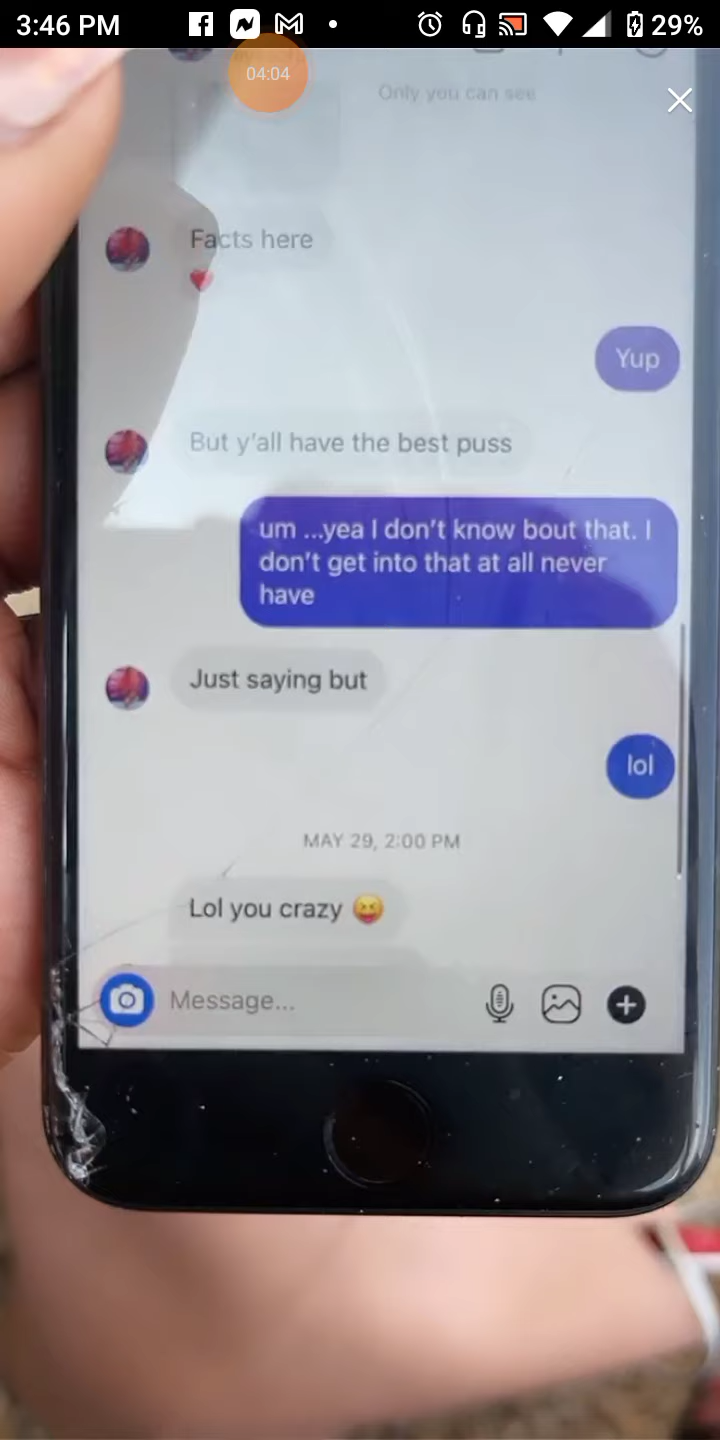 3:46 PM
29%
04:04
Only you can see
Facts here
❤️
Yup
But y'all have the best puss
um ...yea I don't know bout that. I
don't get into that at all never
have
Just saying but
lol
MAY 29, 2:00 PM
Lol you crazy 😝
Message...